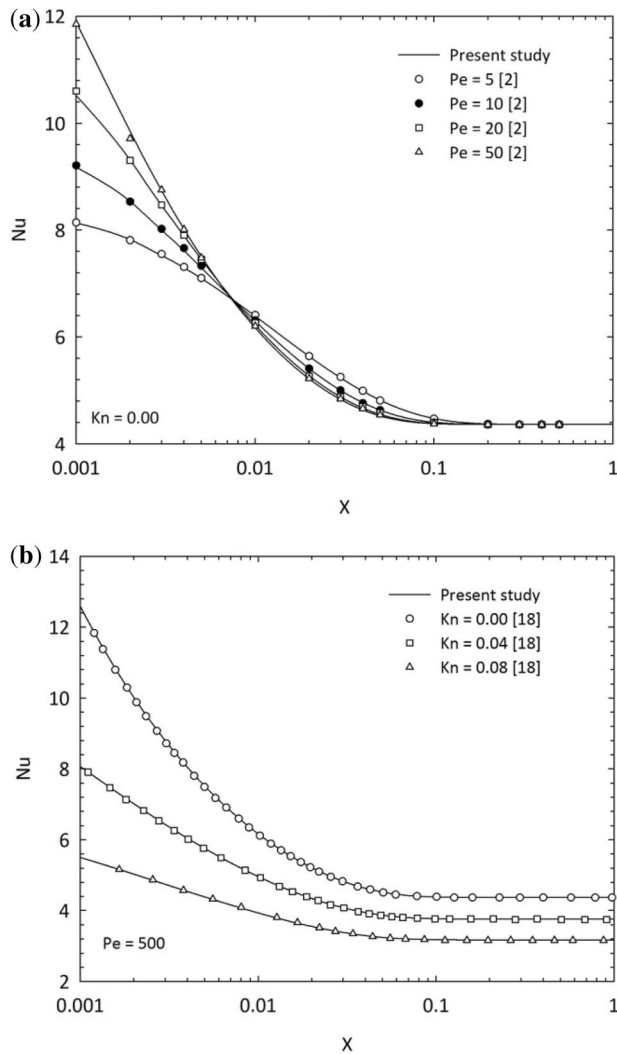 (a)
12
10
8
6
4
Nu
Present study
Pe = 5 [2]
Pe = 10 [2]
Pe = 20 [2]
Pe = 50 [2]
Kn = 0.00
0.001
0.01
0.1
1
X
(b)
14
12
10
8
6
4
2
Nu
Present study
Kn = 0.00 [18]
Kn = 0.04 [18]
Kn = 0.08 [18]
Pe = 500
0.001
0.01
0.1
1
X